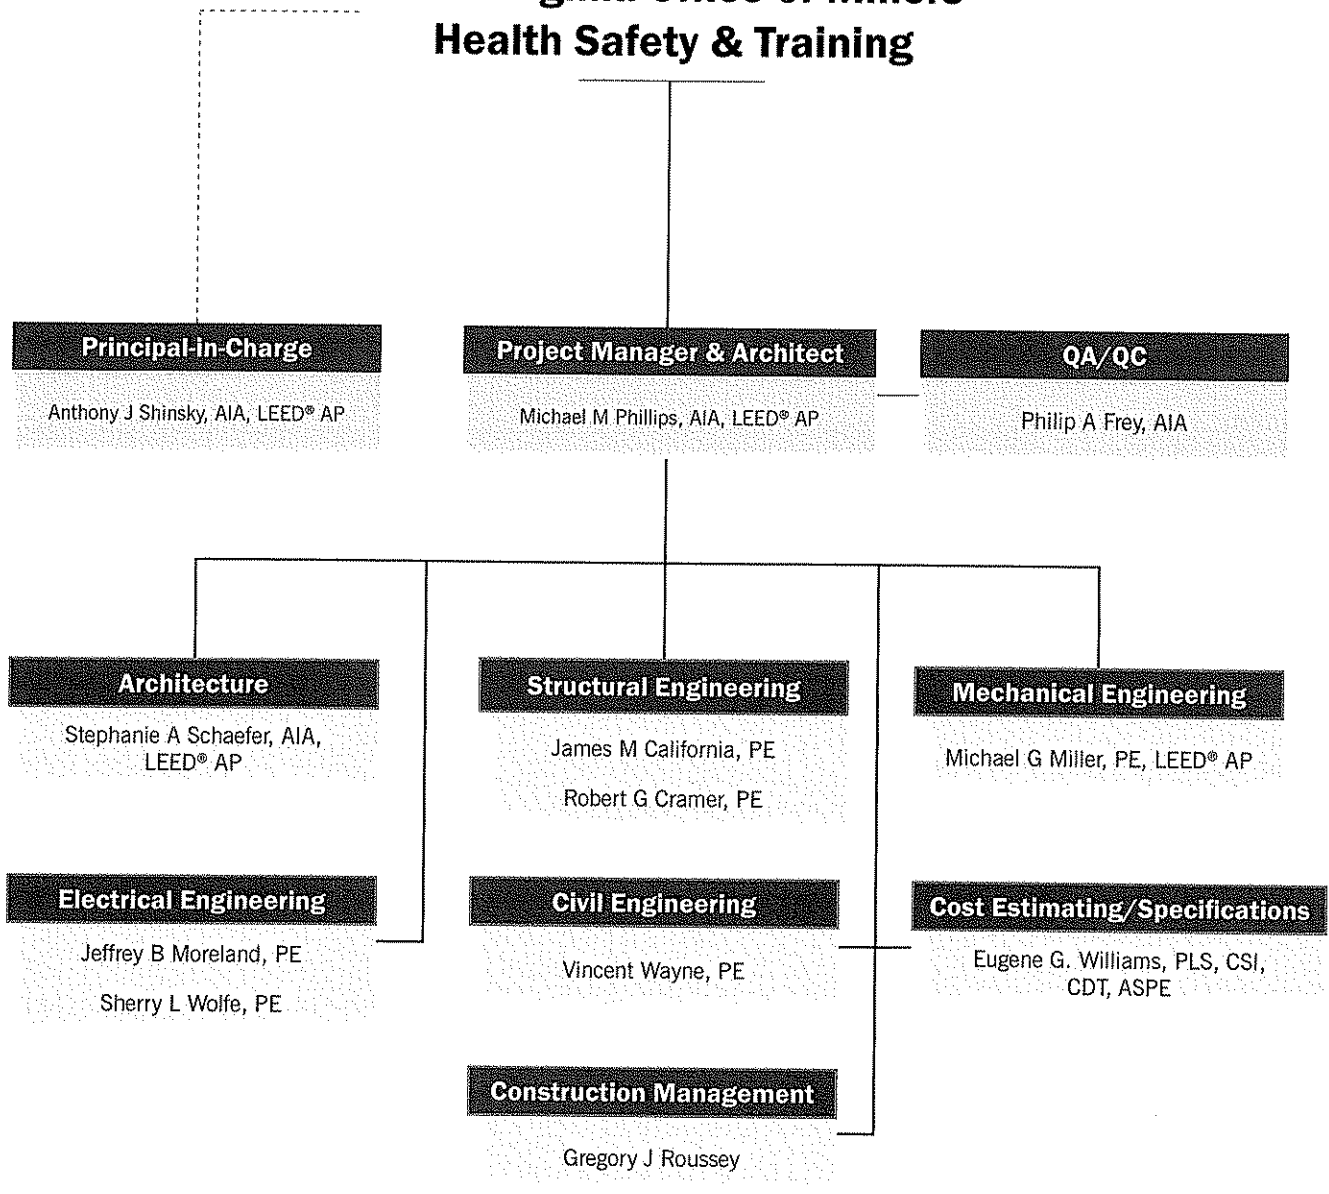 Health Safety & Training
Principal-in-Charge
Anthony J Shinsky, AIA, LEED® AP
Project Manager & Architect
Michael M Phillips, AIA, LEED® AP
QA/QC
Philip A Frey, AIA
Architecture
Stephanie A Schaefer, AIA,
LEED® AP
Structural Engineering
James M California, PE
Robert G Cramer, PE
Mechanical Engineering
Michael G Miller, PE, LEED® AP
Electrical Engineering
Jeffrey B Moreland, PE
Sherry L Wolfe, PE
Civil Engineering
Vincent Wayne, PE
Cost Estimating/Specifications
Eugene G. Williams, PLS, CSI,
CDT, ASPE
Construction Management
Gregory J Roussey